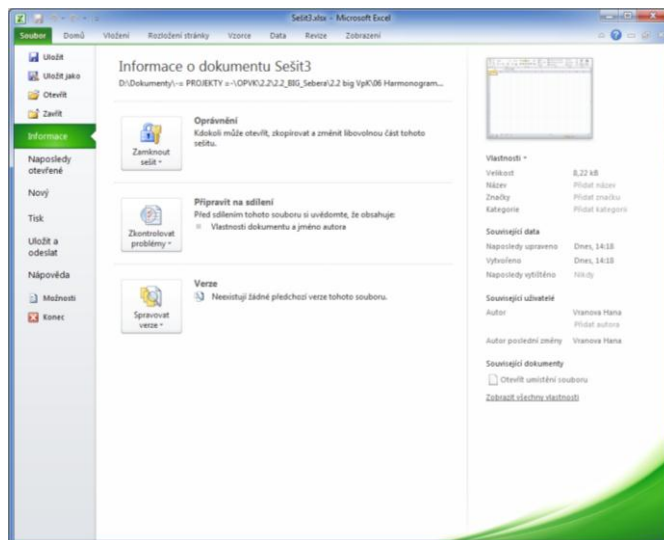 Sešit3.xlsx - Microsoft Excel
Soubor Domů Vložení Rozložení stránky Vzorce Data Revize Zobrazení
Uložit
Uložit jako
Otevřít
Zavřít
Informace
Naposledy
otevřené
Nový
Tisk
Uložit a
odeslat
Nápověda
Možnosti
Konec
Informace o dokumentu Sešit3
D:\Dokumenty\-= PROJEKTY =-\OPVK\2.2\2.2_BIG_Sebera\2.2 big VpK\06 Harmonogram...
Zamknout
sešit
Oprávnění
Kdokoli může otevřít, zkopírovat a změnit libovolnou část tohoto
sešitu.
Zkontrolovat
problémy
Připravit na sdílení
Před sdílením tohoto souboru si uvědomte, že obsahuje:
Vlastnosti dokumentu a jméno autora
Spravovat
verze
Verze
Neexistují žádné předchozí verze tohoto souboru.
Vlastnosti
Velikost 8,22 kB
Název Přidat název
Značky Přidat značku
Kategorie Přidat kategorii
Související data
Naposledy upraveno Dnes, 14:18
Vytvořeno Dnes, 14:18
Naposledy vytištěno Nikdy
Související uživatelé
Autor Vranova Hana
Přidat autora
Autor poslední změny Vranova Hana
Související dokumenty
Otevřít umístění souboru
Zobrazit všechny vlastnosti